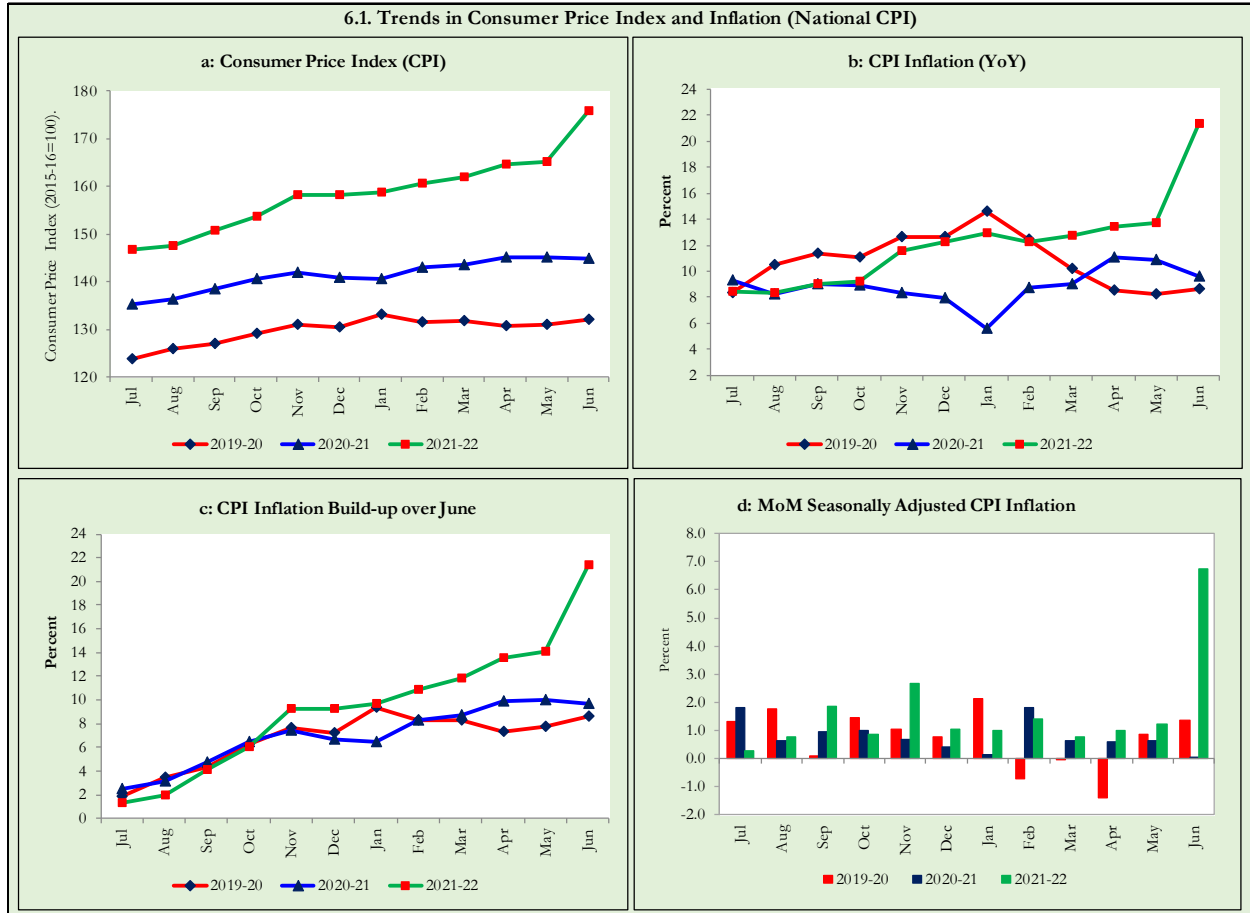 6.1. Trends in Consumer Price Index and Inflation (National CPI)
a: Consumer Price Index (CPI)
Consumer Price Index (2015-16=100).
180
170
160
150
140
130
120
Jul
Aug
Sep
Oct
Nov
Dec
Jan
Feb
Mar
Apr
May
Jun
2019-20 2020-21 2021-22
b: CPI Inflation (YoY)
Percent
24
22
20
18
16
14
12
10
8
6
4
2
Jul
Aug
Sep
Oct
Nov
Dec
Jan
Feb
Mar
Apr
May
Jun
2019-20 2020-21 2021-22
c: CPI Inflation Build-up over June
Percent
24
22
20
18
16
14
12
10
8
6
4
2
0
Jul
Aug
Sep
Oct
Nov
Dec
Jan
Feb
Mar
Apr
May
Jun
2019-20 2020-21 2021-22
d: MoM Seasonally Adjusted CPI Inflation
Percent
8.0
7.0
6.0
5.0
4.0
3.0
2.0
1.0
0.0
-1.0
-2.0
Jul
Aug
Sep
Oct
Nov
Dec
Jan
Feb
Mar
Apr
May
Jun
2019-20 2020-21 2021-22